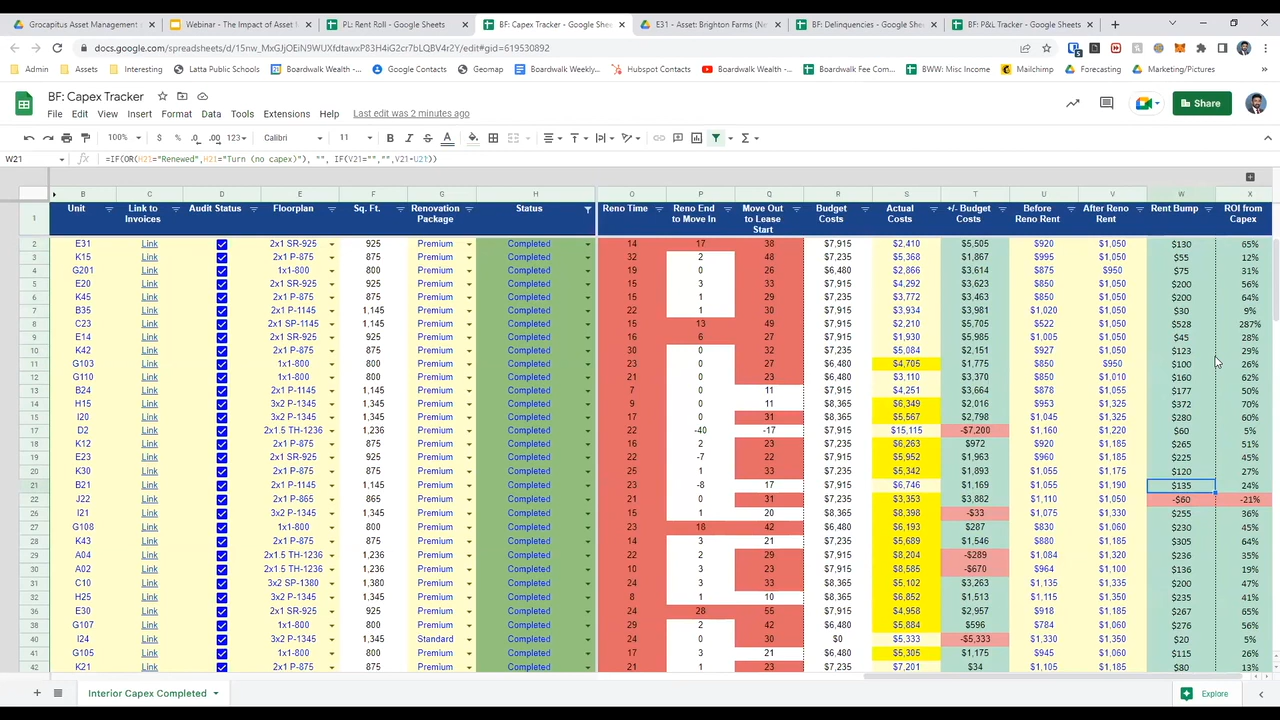 Grocapitus Asset Management
Webinar - The Impact of Asset
PL: Rent Roll - Google Sheets
BF: Capex Tracker - Google She
E31 - Asset: Brighton Farms (Ne
BF: Delinquencies - Google She
BF: P&L Tracker - Google Sheets
docs.google.com/spreadsheets/d/15nw_MxGJjOEiN9WUXfdtawxP83H4iG2cr7bLQBV4r2Y/edit#gid=619530892
Admin Assets Interesting Latta Public Schools Boardwalk Wealth -... Google Contacts Geomap Boardwalk Weekly... Hubspot Contacts Boardwalk Wealth -... Boardwalk Fee Com... BWW: Misc Income Mailchimp Forecasting Marketing/Pictures
BF: Capex Tracker
Share
File Edit View Insert Format Data Tools Extensions Help Last edit was 2 minutes ago
100% $ % .0 .00 123 Calibri 11 B I S A
W21 fx =IF(OR(H21="Renewed",H21="Turn (no capex)"), "", IF(V21="","",V21-U21))
B C D E F G H O P Q R S T U V W X
1 Unit Link to Invoices Audit Status Floorplan Sq. Ft. Renovation Package Status Reno Time Reno End to Move In Move Out to Lease Start Budget Costs Actual Costs +/- Budget Costs Before Reno Rent After Reno Rent Rent Bump ROI from Capex
2 E31 Link 2x1 SR-925 925 Premium Completed 14 17 38 $7,915 $2,410 $5,505 $920 $1,050 $130 65%
3 K15 Link 2x1 P-875 875 Premium Completed 32 2 48 $7,235 $5,368 $1,867 $995 $1,050 $55 12%
4 G201 Link 1x1-800 800 Premium Completed 19 0 26 $6,480 $2,866 $3,614 $875 $950 $75 31%
5 E20 Link 2x1 SR-925 925 Premium Completed 15 3 33 $7,915 $4,292 $3,623 $850 $1,050 $200 56%
6 K45 Link 2x1 P-875 875 Premium Completed 15 1 29 $7,235 $3,772 $3,463 $850 $1,050 $200 64%
7 B35 Link 2x1 P-1145 1,145 Premium Completed 22 1 30 $7,915 $3,934 $3,981 $1,020 $1,050 $30 9%
8 C23 Link 2x1 SP-1145 1,145 Premium Completed 15 13 49 $7,915 $2,210 $5,705 $522 $1,050 $528 287%
9 E14 Link 2x1 SR-925 925 Premium Completed 16 6 27 $7,915 $1,930 $5,985 $1,005 $1,050 $45 28%
10 K42 Link 2x1 P-875 875 Premium Completed 30 0 32 $7,235 $5,084 $2,151 $927 $1,050 $123 29%
11 G103 Link 1x1-800 800 Premium Completed 23 0 27 $6,480 $4,705 $1,775 $850 $950 $100 26%
12 G110 Link 1x1-800 800 Premium Completed 21 0 23 $6,480 $3,110 $3,370 $850 $1,010 $160 62%
13 B24 Link 2x1 P-1145 1,145 Premium Completed 7 0 11 $7,915 $4,251 $3,664 $878 $1,055 $177 50%
14 H15 Link 3x2 P-1345 1,345 Premium Completed 9 0 11 $8,365 $6,349 $2,016 $953 $1,325 $372 70%
15 I20 Link 3x2 P-1345 1,345 Premium Completed 17 0 31 $8,365 $5,567 $2,798 $1,045 $1,325 $280 60%
17 D2 Link 2x1.5 TH-1236 1,236 Premium Completed 22 -40 -17 $7,915 $15,115 -$7,200 $1,160 $1,220 $60 5%
18 K12 Link 2x1 P-875 875 Premium Completed 16 2 23 $7,235 $6,263 $972 $920 $1,185 $265 51%
19 E23 Link 2x1 SR-925 925 Premium Completed 22 -7 22 $7,915 $5,952 $1,963 $960 $1,185 $225 45%
20 K30 Link 2x1 P-875 875 Premium Completed 25 1 33 $7,235 $5,342 $1,893 $1,055 $1,175 $120 27%
21 B21 Link 2x1 P-1145 1,145 Premium Completed 23 -8 17 $7,915 $6,746 $1,169 $1,055 $1,190 $135 24%
22 J22 Link 2x1 P-865 865 Premium Completed 21 0 31 $7,235 $3,353 $3,882 $1,110 $1,050 -$60 -21%
26 I21 Link 3x2 P-1345 1,345 Premium Completed 15 1 20 $8,365 $8,398 -$33 $1,075 $1,330 $255 36%
27 G108 Link 1x1-800 800 Premium Completed 23 18 42 $6,480 $6,193 $287 $830 $1,060 $230 45%
28 K43 Link 2x1 P-875 875 Premium Completed 14 3 21 $7,235 $5,689 $1,546 $880 $1,185 $305 64%
29 A04 Link 2x1.5 TH-1236 1,236 Premium Completed 22 2 29 $7,915 $8,204 -$289 $1,084 $1,320 $236 35%
30 A02 Link 2x1.5 TH-1236 1,236 Premium Completed 10 3 23 $7,915 $8,585 -$670 $964 $1,100 $136 19%
31 C10 Link 3x2 SP-1380 1,380 Premium Completed 24 3 33 $8,365 $5,102 $3,263 $1,135 $1,335 $200 47%
32 H25 Link 3x2 P-1345 1,345 Premium Completed 8 1 10 $8,365 $6,852 $1,513 $1,115 $1,350 $235 41%
36 E30 Link 2x1 SR-925 925 Premium Completed 24 28 55 $7,915 $4,958 $2,957 $918 $1,185 $267 65%
38 G107 Link 1x1-800 800 Premium Completed 29 2 42 $6,480 $5,884 $596 $784 $1,060 $276 56%
40 I24 Link 3x2 P-1345 1,345 Standard Completed 24 0 30 $0 $5,333 -$5,333 $1,330 $1,350 $20 5%
41 G105 Link 1x1-800 800 Premium Completed 17 3 21 $6,480 $5,305 $1,175 $945 $1,060 $115 26%
42 K21 Link 2x1 P-875 875 Premium Completed 21 1 23 $7,235 $7,201 $34 $1,105 $1,185 $80 13%
Interior Capex Completed
Explore